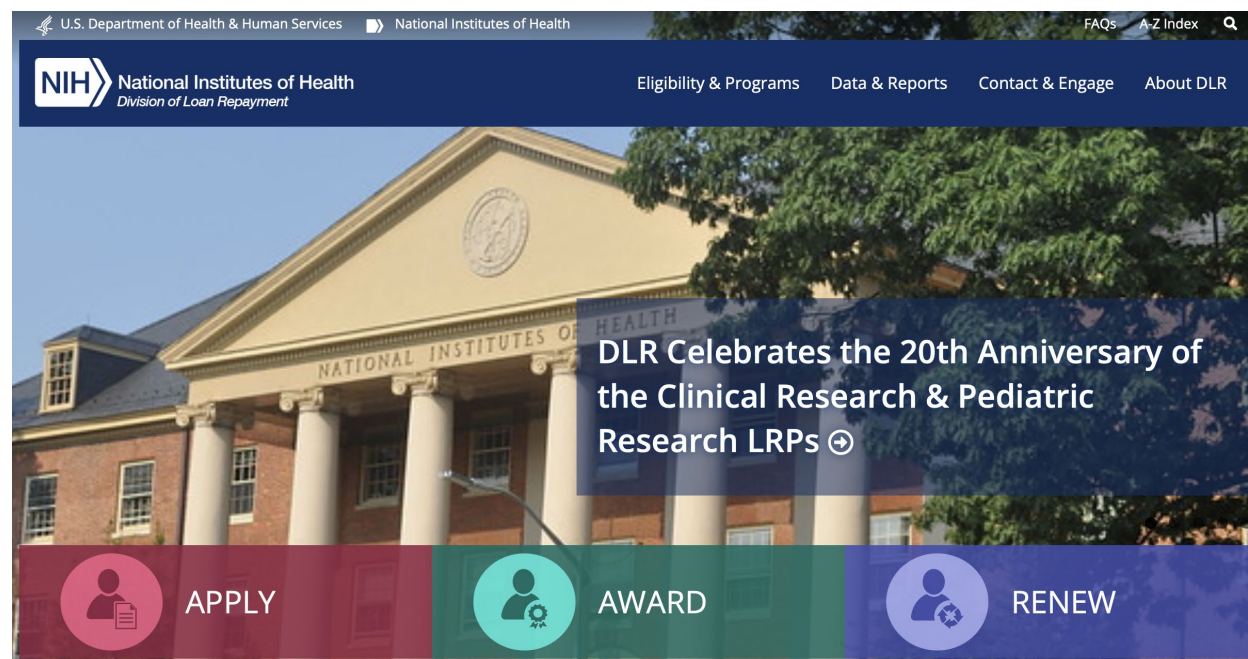 U.S. Department of Health & Human Services National Institutes of Health FAQs A-Z Index
NIH National Institutes of Health
Division of Loan Repayment
Eligibility & Programs Data & Reports Contact & Engage About DLR
NATIONAL INSTITUTES OF HEALTH
DLR Celebrates the 20th Anniversary of
the Clinical Research & Pediatric
Research LRPs
APPLY AWARD RENEW